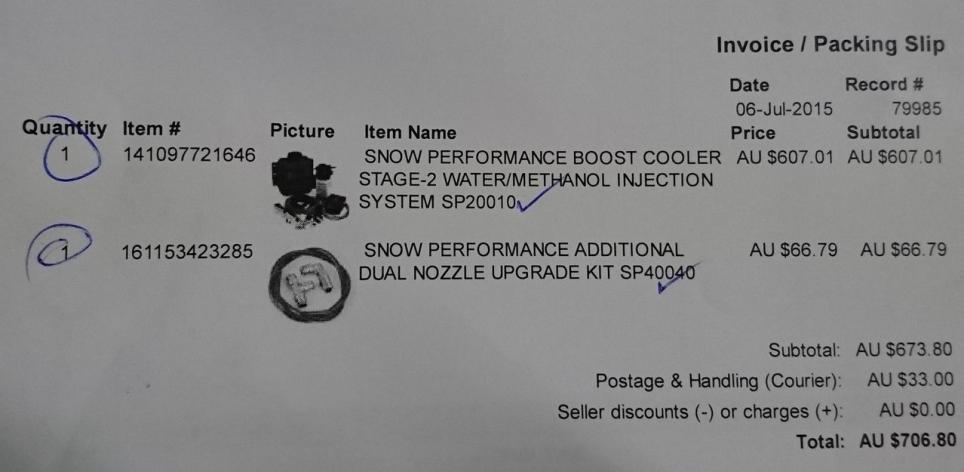 Invoice / Packing Slip
Date Record #
06-Jul-2015 79985
Quantity Item # Picture Item Name Price Subtotal
1 141097721646 SNOW PERFORMANCE BOOST COOLER AU $607.01 AU $607.01
STAGE-2 WATER/METHANOL INJECTION
SYSTEM SP20010
1 161153423285 SNOW PERFORMANCE ADDITIONAL AU $66.79 AU $66.79
DUAL NOZZLE UPGRADE KIT SP40040
Subtotal: AU $673.80
Postage & Handling (Courier): AU $33.00
Seller discounts (-) or charges (+): AU $0.00
Total: AU $706.80